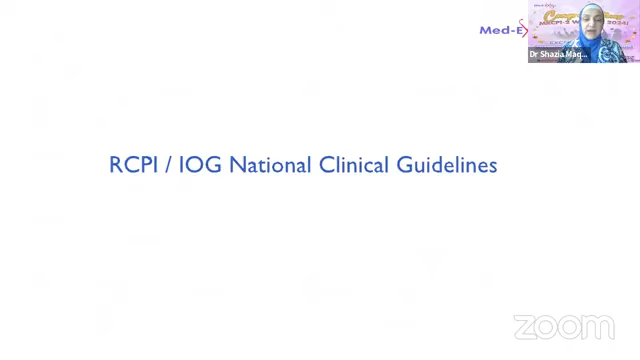 Med-E
Dr Shazia Maq...
RCPI / IOG National Clinical Guidelines
zoom